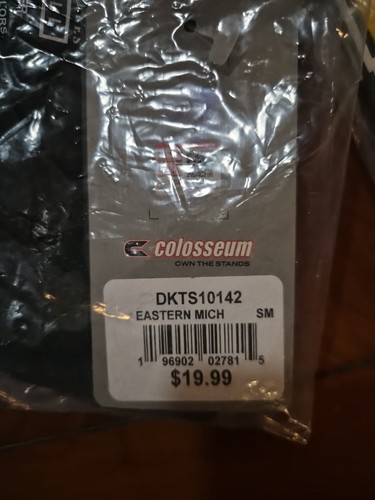 colosseum
OWN THE STANDS
DKTS10142
EASTERN MICH SM
1 96902 02781 5
$19.99